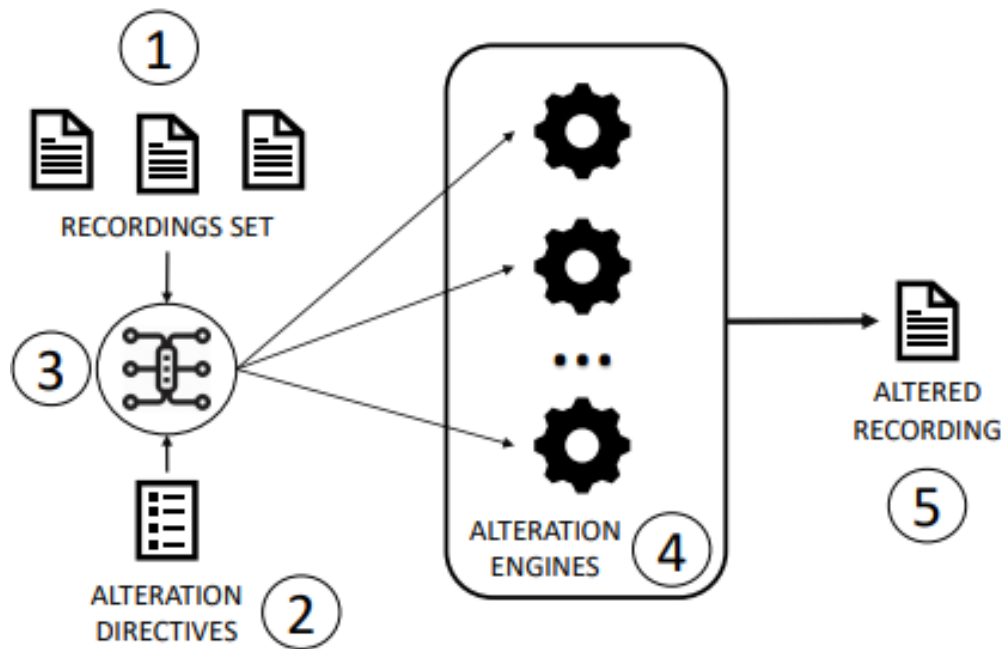 1
RECORDINGS SET
3
ALTERATION
DIRECTIVES
2
ALTERATION
ENGINES
4
ALTERED
RECORDING
5